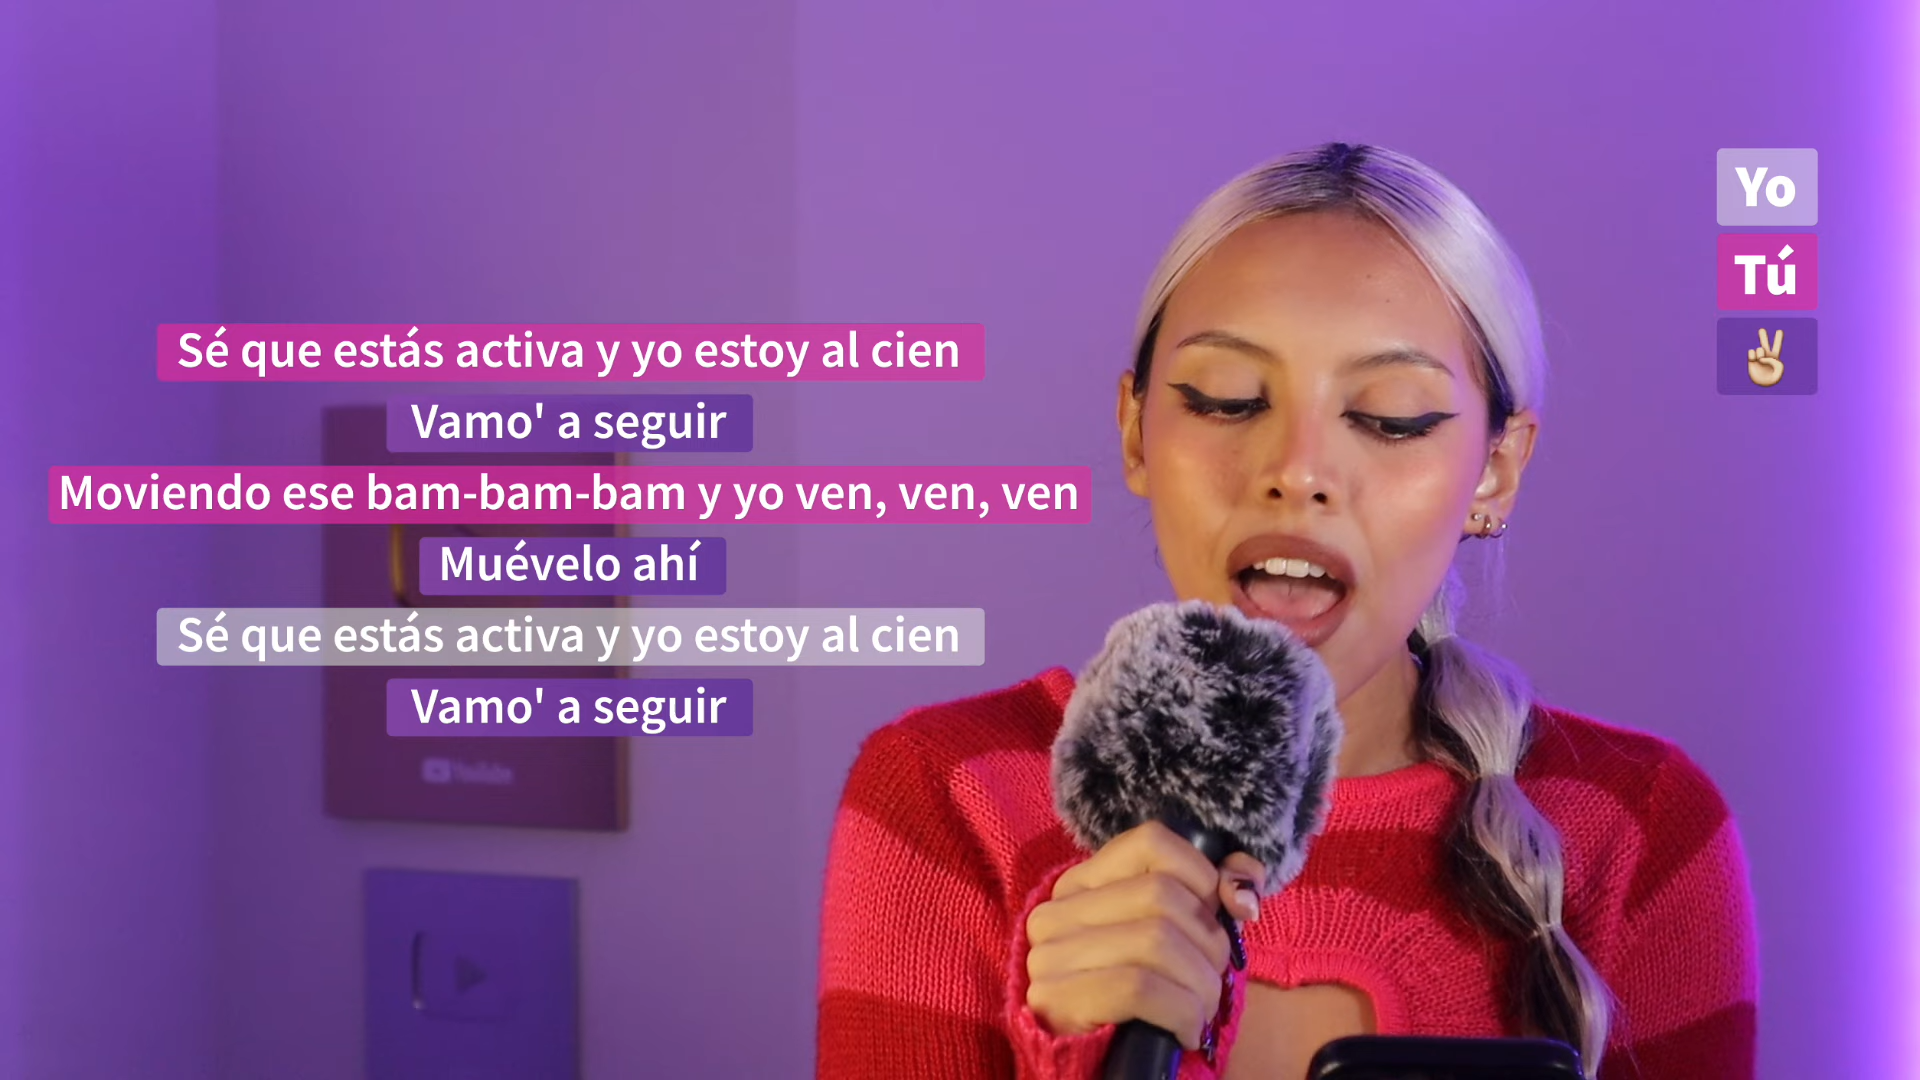 Yo
Tú
✌
Sé que estás activa y yo estoy al cien
Vamo' a seguir
Moviendo ese bam-bam-bam y yo ven, ven, ven
Muévelo ahí
Sé que estás activa y yo estoy al cien
Vamo' a seguir
YouTube